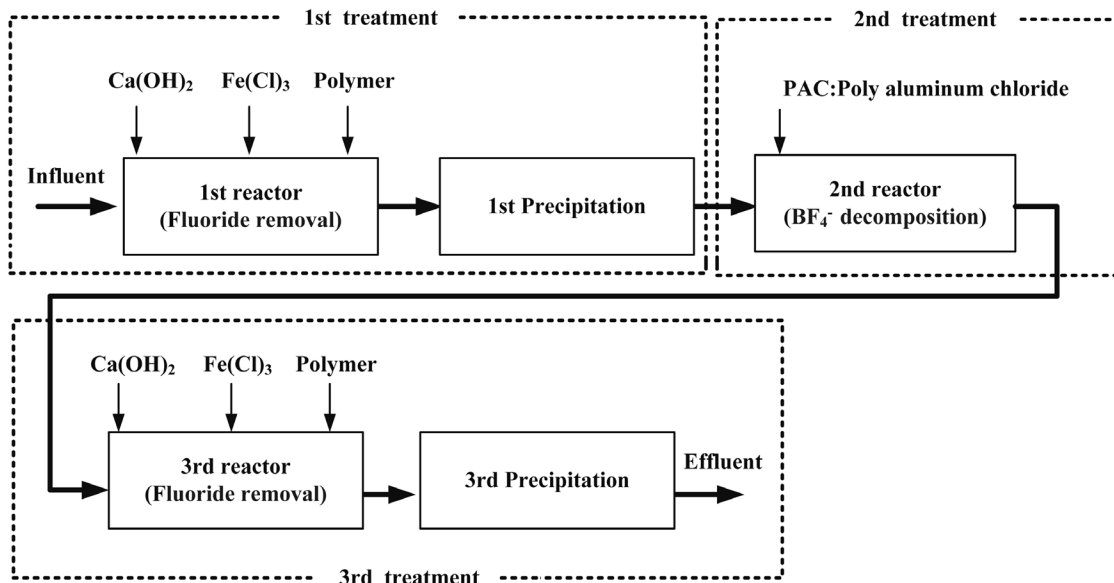 1st treatment
2nd treatment
Ca(OH)₂ Fe(Cl)₃ Polymer
PAC:Poly aluminum chloride
Influent
1st reactor
(Fluoride removal)
1st Precipitation
2nd reactor
(BF₄⁻ decomposition)
Ca(OH)₂ Fe(Cl)₃ Polymer
3rd reactor
(Fluoride removal)
3rd Precipitation
Effluent
3rd treatment